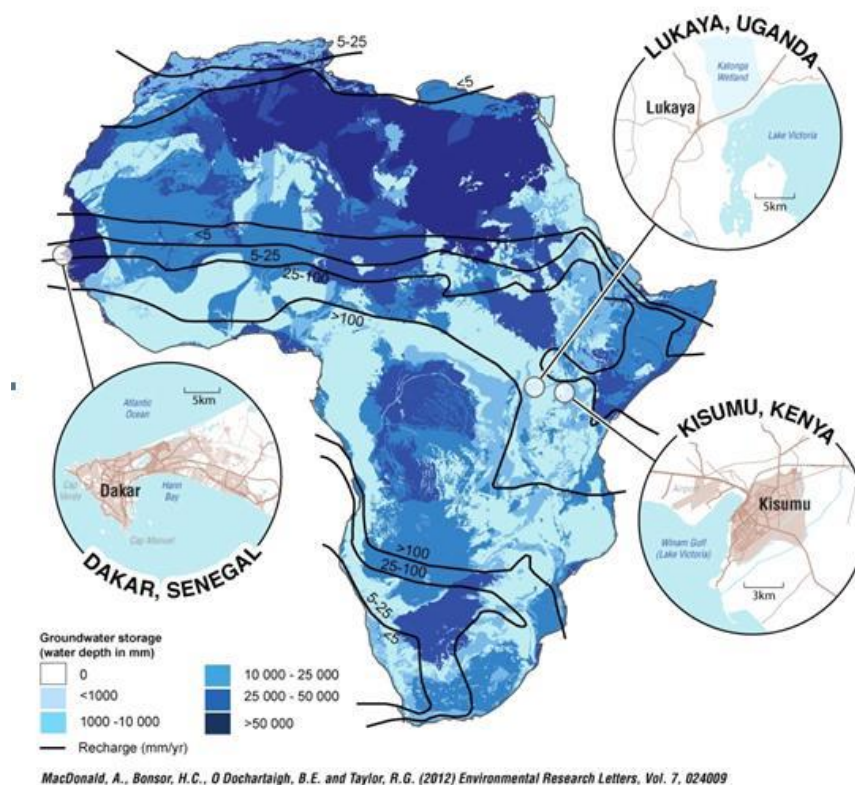 5-25
<5
LUKAYA, UGANDA
Katonga
Wetland
Lukaya
Lake Victoria
5km
<5
5-25
25-100
>100
5km
Atlantic
Ocean
Dakar
Hann
Bay
Cap Manuel
DAKAR, SENEGAL
KISUMU, KENYA
Kisumu
Winam Gulf
(Lake Victoria)
3km
>100
25-100
5-25
Groundwater storage
(water depth in mm)
0
<1000
1000 -10 000
10 000 - 25 000
25 000 - 50 000
>50 000
Recharge (mm/yr)
MacDonald, A., Bonsor, H.C., O Dochartaigh, B.E. and Taylor, R.G. (2012) Environmental Research Letters, Vol. 7, 024009